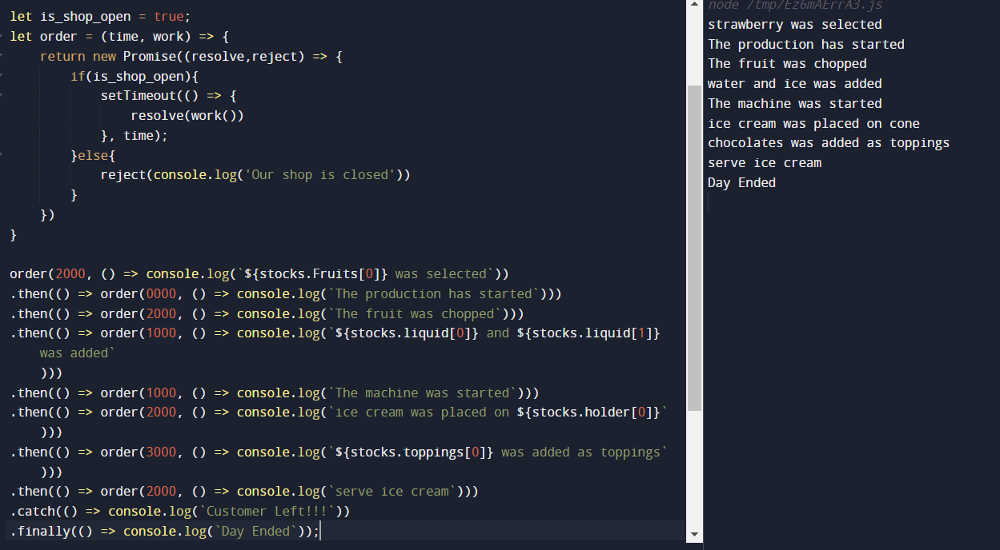 let is_shop_open = true;
let order = (time, work) => {
    return new Promise((resolve,reject) => {
        if(is_shop_open){
            setTimeout(() => {
                resolve(work())
            }, time);
        }else{
            reject(console.log('Our shop is closed'))
        }
    })
}

order(2000, () => console.log(`${stocks.Fruits[0]} was selected`))
.then(() => order(0000, () => console.log(`The production has started`)))
.then(() => order(2000, () => console.log(`The fruit was chopped`)))
.then(() => order(1000, () => console.log(`${stocks.liquid[0]} and ${stocks.liquid[1]}
    was added`
    )))
.then(() => order(1000, () => console.log(`The machine was started`)))
.then(() => order(2000, () => console.log(`ice cream was placed on ${stocks.holder[0]}`
    )))
.then(() => order(3000, () => console.log(`${stocks.toppings[0]} was added as toppings`
    )))
.then(() => order(2000, () => console.log(`serve ice cream`)))
.catch(() => console.log(`Customer Left!!!`))
.finally(() => console.log(`Day Ended`));
node /tmp/Ez6mAErrA3.js
strawberry was selected
The production has started
The fruit was chopped
water and ice was added
The machine was started
ice cream was placed on cone
chocolates was added as toppings
serve ice cream
Day Ended